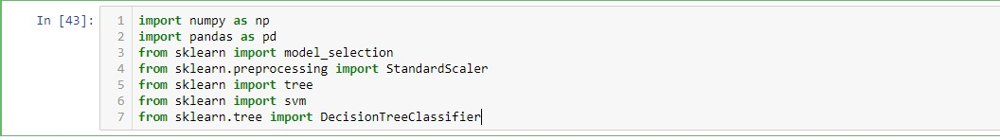 In [43]:
1 import numpy as np
2 import pandas as pd
3 from sklearn import model_selection
4 from sklearn.preprocessing import StandardScaler
5 from sklearn import tree
6 from sklearn import svm
7 from sklearn.tree import DecisionTreeClassifier